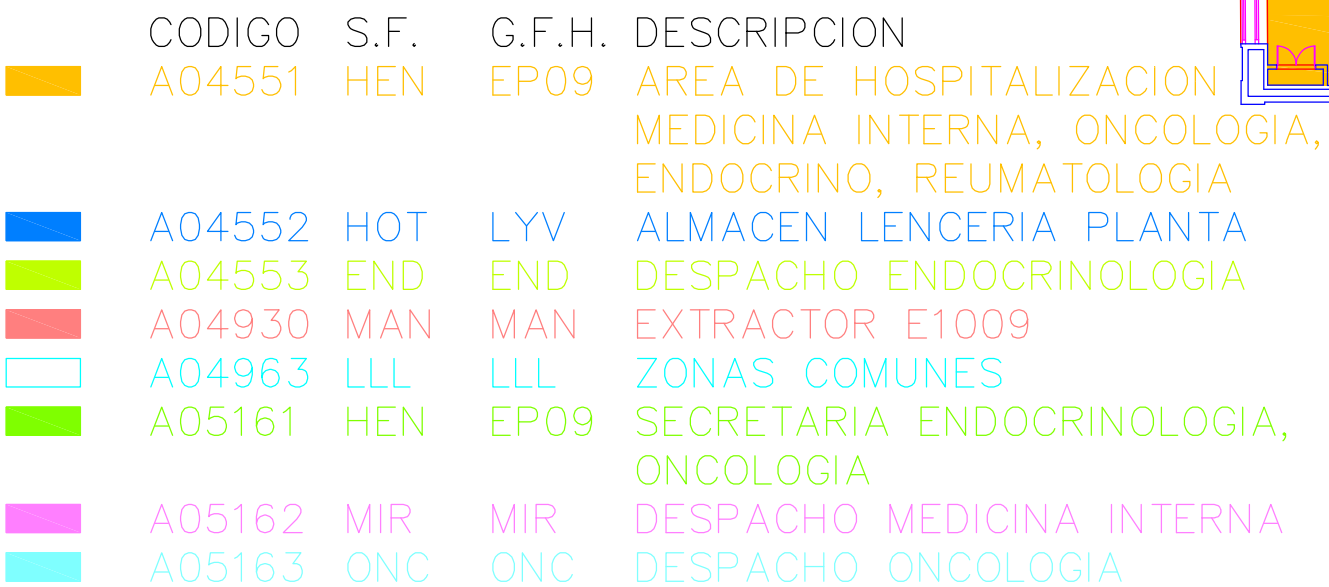 CODIGO S.F. G.F.H. DESCRIPCION
A04551 HEN EP09 AREA DE HOSPITALIZACION
MEDICINA INTERNA, ONCOLOGIA,
ENDOCRINO, REUMATOLOGIA
A04552 HOT LYV ALMACEN LENCERIA PLANTA
A04553 END END DESPACHO ENDOCRINOLOGIA
A04930 MAN MAN EXTRACTOR E1009
A04963 LLL LLL ZONAS COMUNES
A05161 HEN EP09 SECRETARIA ENDOCRINOLOGIA,
ONCOLOGIA
A05162 MIR MIR DESPACHO MEDICINA INTERNA
A05163 ONC ONC DESPACHO ONCOLOGIA